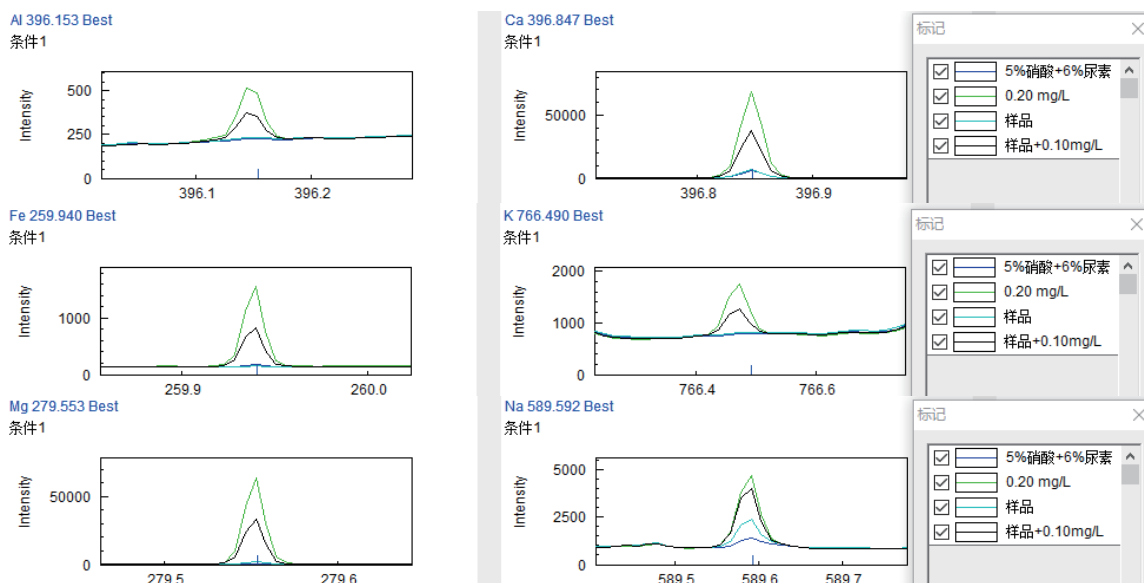 Al 396.153 Best
条件1
Intensity
500
250
0
396.1
396.2
Ca 396.847 Best
条件1
Intensity
50000
0
396.8
396.9
标记
5%硝酸+6%尿素
0.20 mg/L
样品
样品+0.10mg/L
Fe 259.940 Best
条件1
Intensity
1000
0
259.9
260.0
K 766.490 Best
条件1
Intensity
2000
1000
0
766.4
766.6
标记
5%硝酸+6%尿素
0.20 mg/L
样品
样品+0.10mg/L
Mg 279.553 Best
条件1
Intensity
50000
0
279.5
279.6
Na 589.592 Best
条件1
Intensity
5000
2500
0
589.5
589.6
589.7
标记
5%硝酸+6%尿素
0.20 mg/L
样品
样品+0.10mg/L